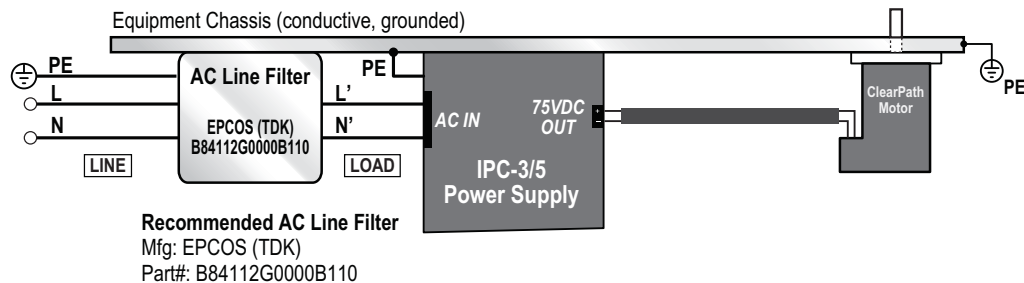 Equipment Chassis (conductive, grounded)
PE
L
N
LINE
AC Line Filter
EPCOS (TDK)
B84112G0000B110
PE
L'
N'
LOAD
AC IN
75VDC
OUT
+
-
IPC-3/5
Power Supply
ClearPath
Motor
PE
Recommended AC Line Filter
Mfg: EPCOS (TDK)
Part#: B84112G0000B110